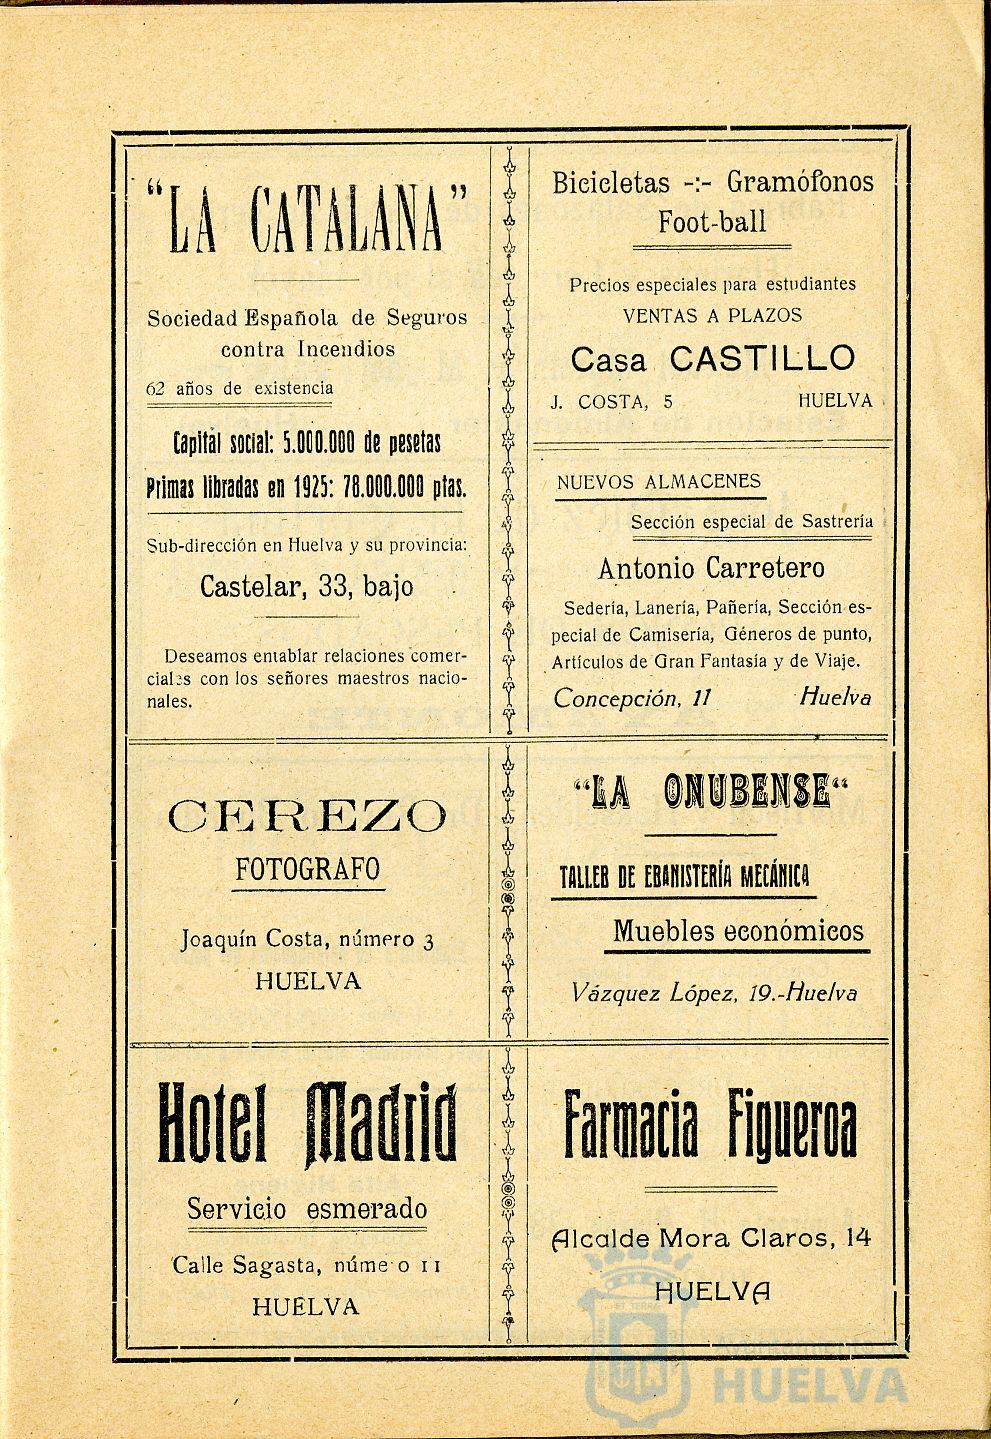 "LA CATALANA"
Sociedad Española de Seguros
contra Incendios
62 años de existencia
Capital social: 5.000.000 de pesetas
Primas libradas en 1925: 78.000.000 ptas.
Sub-dirección en Huelva y su provincia:
Castelar, 33, bajo
Deseamos entablar relaciones comer-
ciales con los señores maestros nacio-
nales.
Bicicletas -:- Gramófonos
Foot-ball
Precios especiales para estudiantes
VENTAS A PLAZOS
Casa CASTILLO
J. COSTA, 5 HUELVA
NUEVOS ALMACENES
Sección especial de Sastrería
Antonio Carretero
Sedería, Lanería, Pañería, Sección es-
pecial de Camisería, Géneros de punto,
Artículos de Gran Fantasía y de Viaje.
Concepción, 11 Huelva
CEREZO
FOTOGRAFO
Joaquín Costa, número 3
HUELVA
"LA ONUBENSE"
TALLER DE EBANISTERÍA MECÁNICA
Muebles económicos
Vázquez López, 19.-Huelva
Hotel Madrid
Servicio esmerado
Calle Sagasta, núme o 11
HUELVA
Farmacia Figueroa
Alcalde Mora Claros, 14
HUELVA
Ayuntamiento de
HUELVA